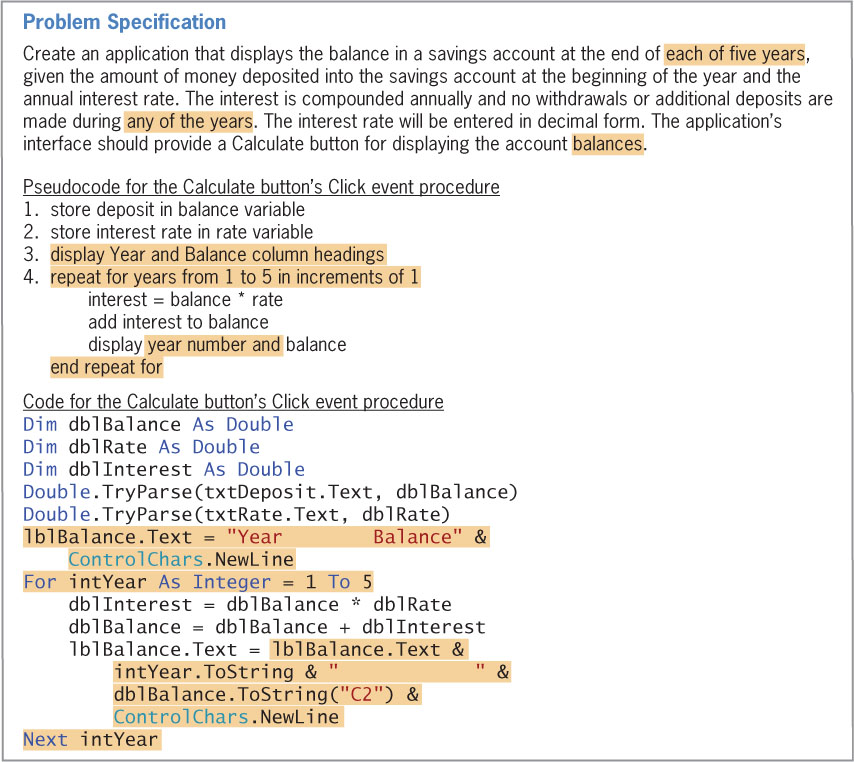 Problem Specification
Create an application that displays the balance in a savings account at the end of each of five years,
given the amount of money deposited into the savings account at the beginning of the year and the
annual interest rate. The interest is compounded annually and no withdrawals or additional deposits are
made during any of the years. The interest rate will be entered in decimal form. The application’s
interface should provide a Calculate button for displaying the account balances.
Pseudocode for the Calculate button’s Click event procedure
1. store deposit in balance variable
2. store interest rate in rate variable
3. display Year and Balance column headings
4. repeat for years from 1 to 5 in increments of 1
interest = balance * rate
add interest to balance
display year number and balance
end repeat for
Code for the Calculate button’s Click event procedure
Dim dblBalance As Double
Dim dblRate As Double
Dim dblInterest As Double
Double.TryParse(txtDeposit.Text, dblBalance)
Double.TryParse(txtRate.Text, dblRate)
lblBalance.Text = "Year        Balance" &
    ControlChars.NewLine
For intYear As Integer = 1 To 5
    dblInterest = dblBalance * dblRate
    dblBalance = dblBalance + dblInterest
    lblBalance.Text = lblBalance.Text &
        intYear.ToString & "            " &
        dblBalance.ToString("C2") &
        ControlChars.NewLine
Next intYear